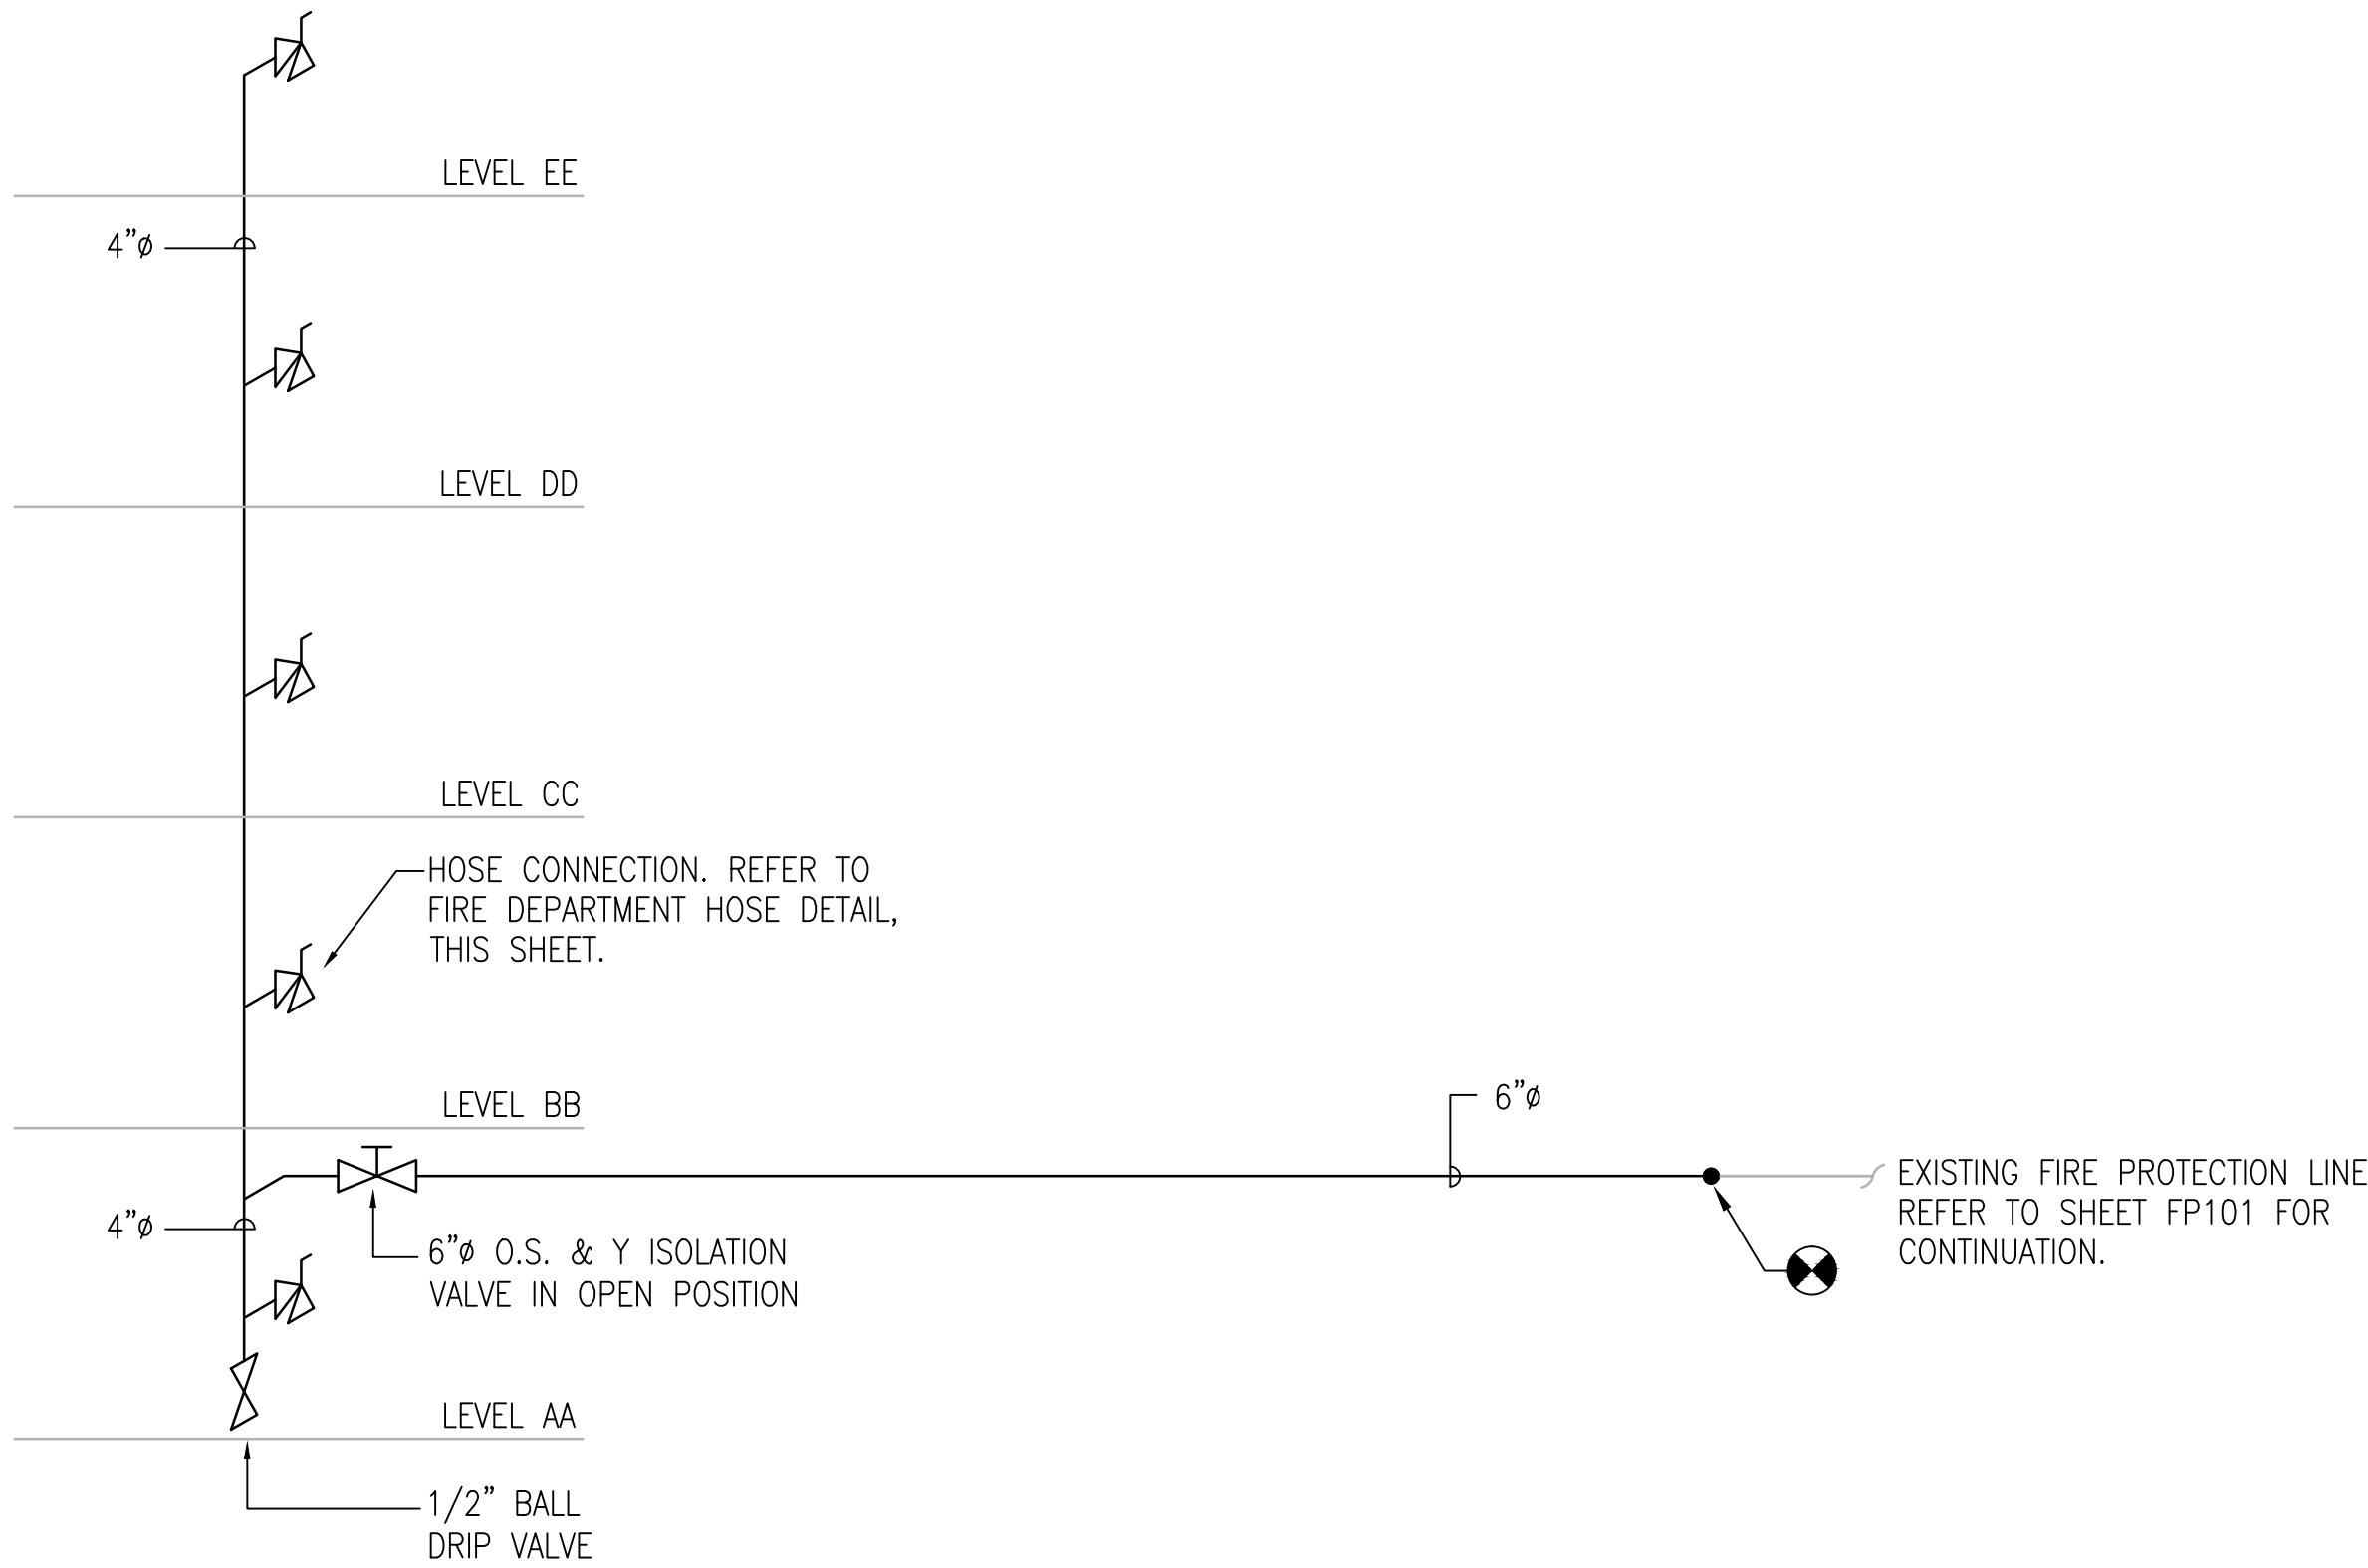 LEVEL EE
4"ø
LEVEL DD
LEVEL CC
HOSE CONNECTION. REFER TO
FIRE DEPARTMENT HOSE DETAIL,
THIS SHEET.
LEVEL BB
6"ø
EXISTING FIRE PROTECTION LINE
REFER TO SHEET FP101 FOR
CONTINUATION.
4"ø
6"ø O.S. & Y ISOLATION
VALVE IN OPEN POSITION
LEVEL AA
1/2" BALL
DRIP VALVE